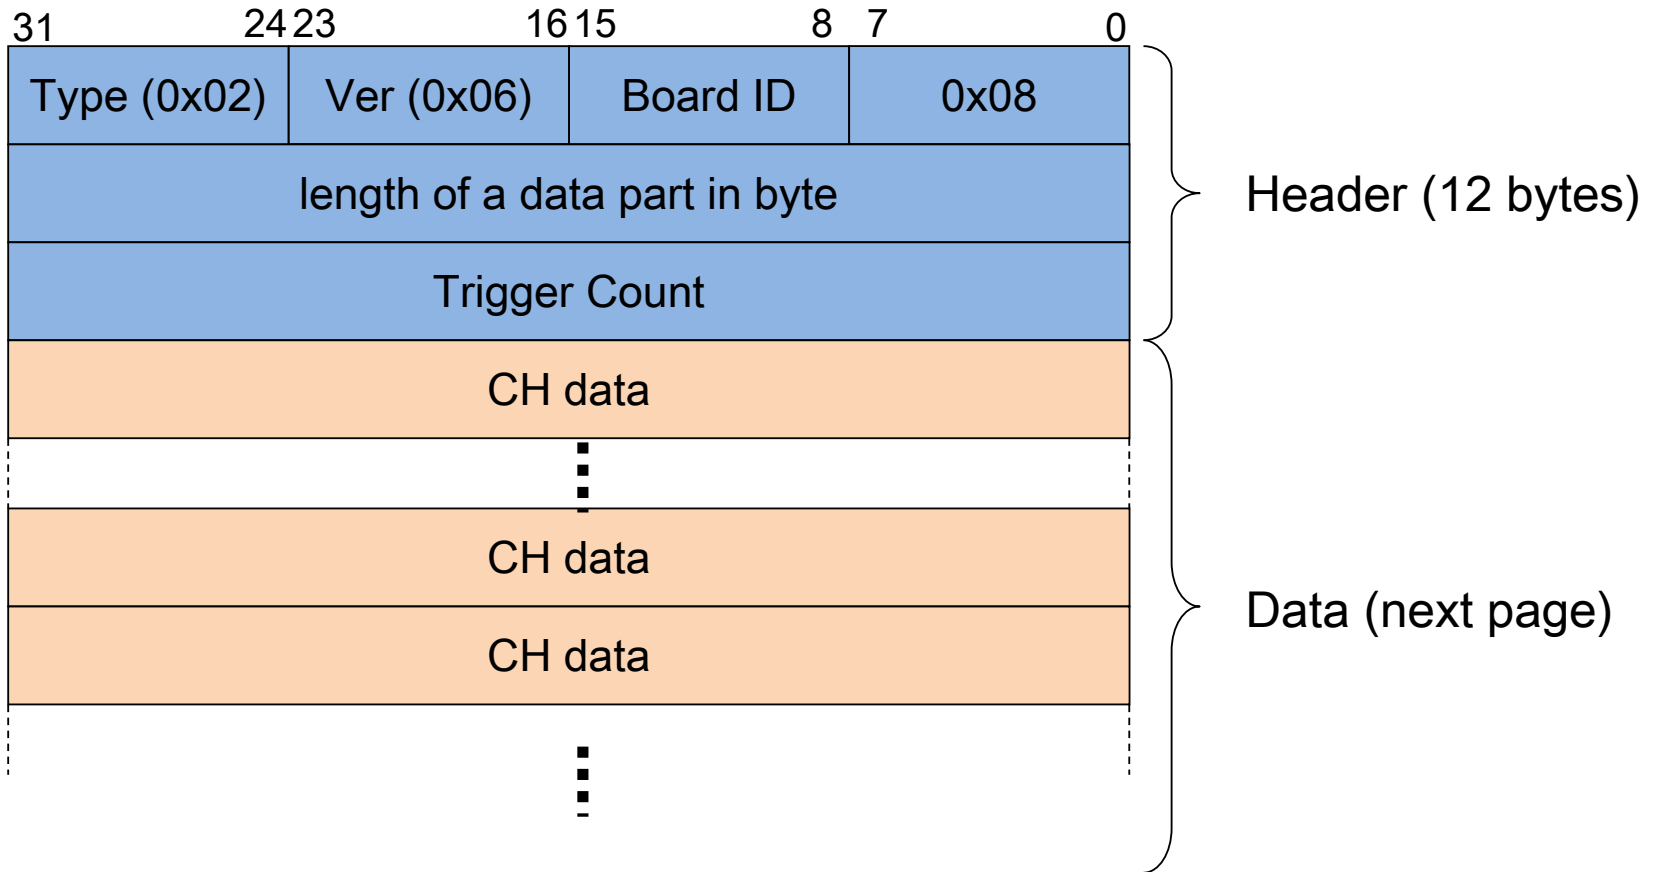 31 24 23 16 15 8 7 0
Type (0x02) Ver (0x06) Board ID 0x08
length of a data part in byte
Header (12 bytes)
Trigger Count
CH data
CH data
Data (next page)
CH data